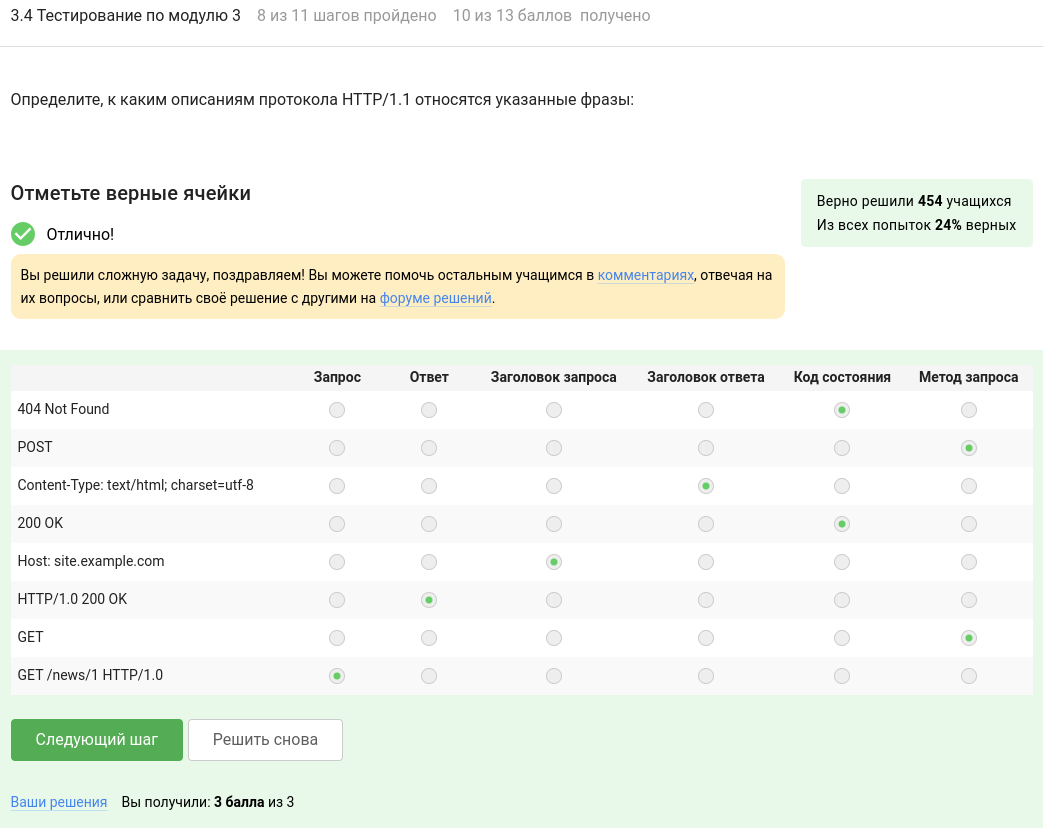 3.4 Тестирование по модулю 3 8 из 11 шагов пройдено 10 из 13 баллов получено
Определите, к каким описаниям протокола HTTP/1.1 относятся указанные фразы:
Отметьте верные ячейки
Верно решили 454 учащихся
Из всех попыток 24% верных
Отлично!
Вы решили сложную задачу, поздравляем! Вы можете помочь остальным учащимся в комментариях, отвечая на
их вопросы, или сравнить своё решение с другими на форуме решений.
Запрос Ответ Заголовок запроса Заголовок ответа Код состояния Метод запроса
404 Not Found
POST
Content-Type: text/html; charset=utf-8
200 OK
Host: site.example.com
HTTP/1.0 200 OK
GET
GET /news/1 HTTP/1.0
Следующий шаг Решить снова
Ваши решения Вы получили: 3 балла из 3